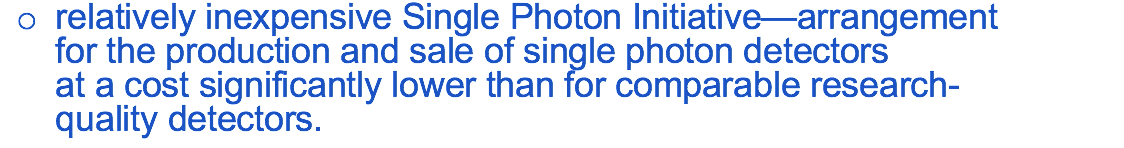 relatively inexpensive Single Photon Initiative—arrangement
for the production and sale of single photon detectors
at a cost significantly lower than for comparable research-
quality detectors.